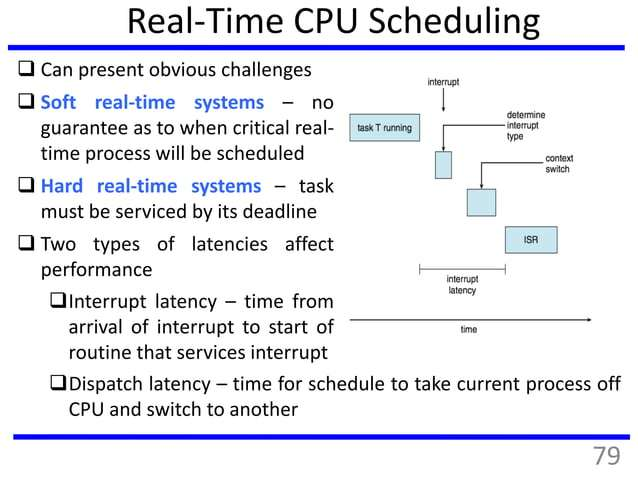 Real-Time CPU Scheduling
❑ Can present obvious challenges
❑ Soft real-time systems – no
guarantee as to when critical real-
time process will be scheduled
❑ Hard real-time systems – task
must be serviced by its deadline
❑ Two types of latencies affect
performance
❑Interrupt latency – time from
arrival of interrupt to start of
routine that services interrupt
❑Dispatch latency – time for schedule to take current process off
CPU and switch to another
interrupt
task T running
determine
interrupt
type
context
switch
ISR
interrupt
latency
time
79